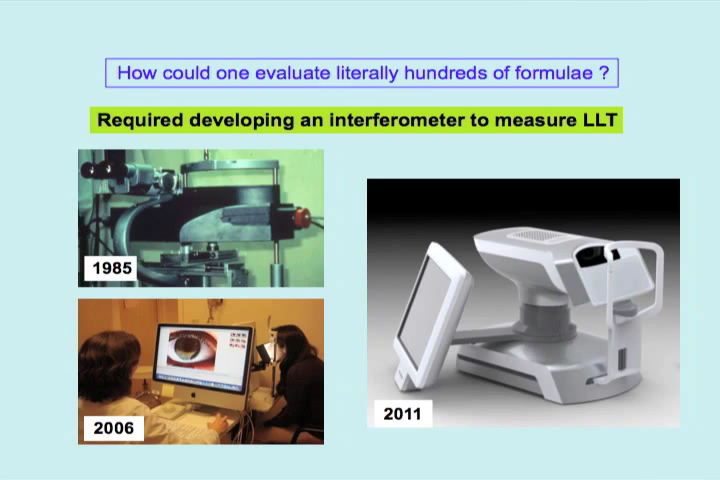 How could one evaluate literally hundreds of formulae ?
Required developing an interferometer to measure LLT
1985
2006
2011